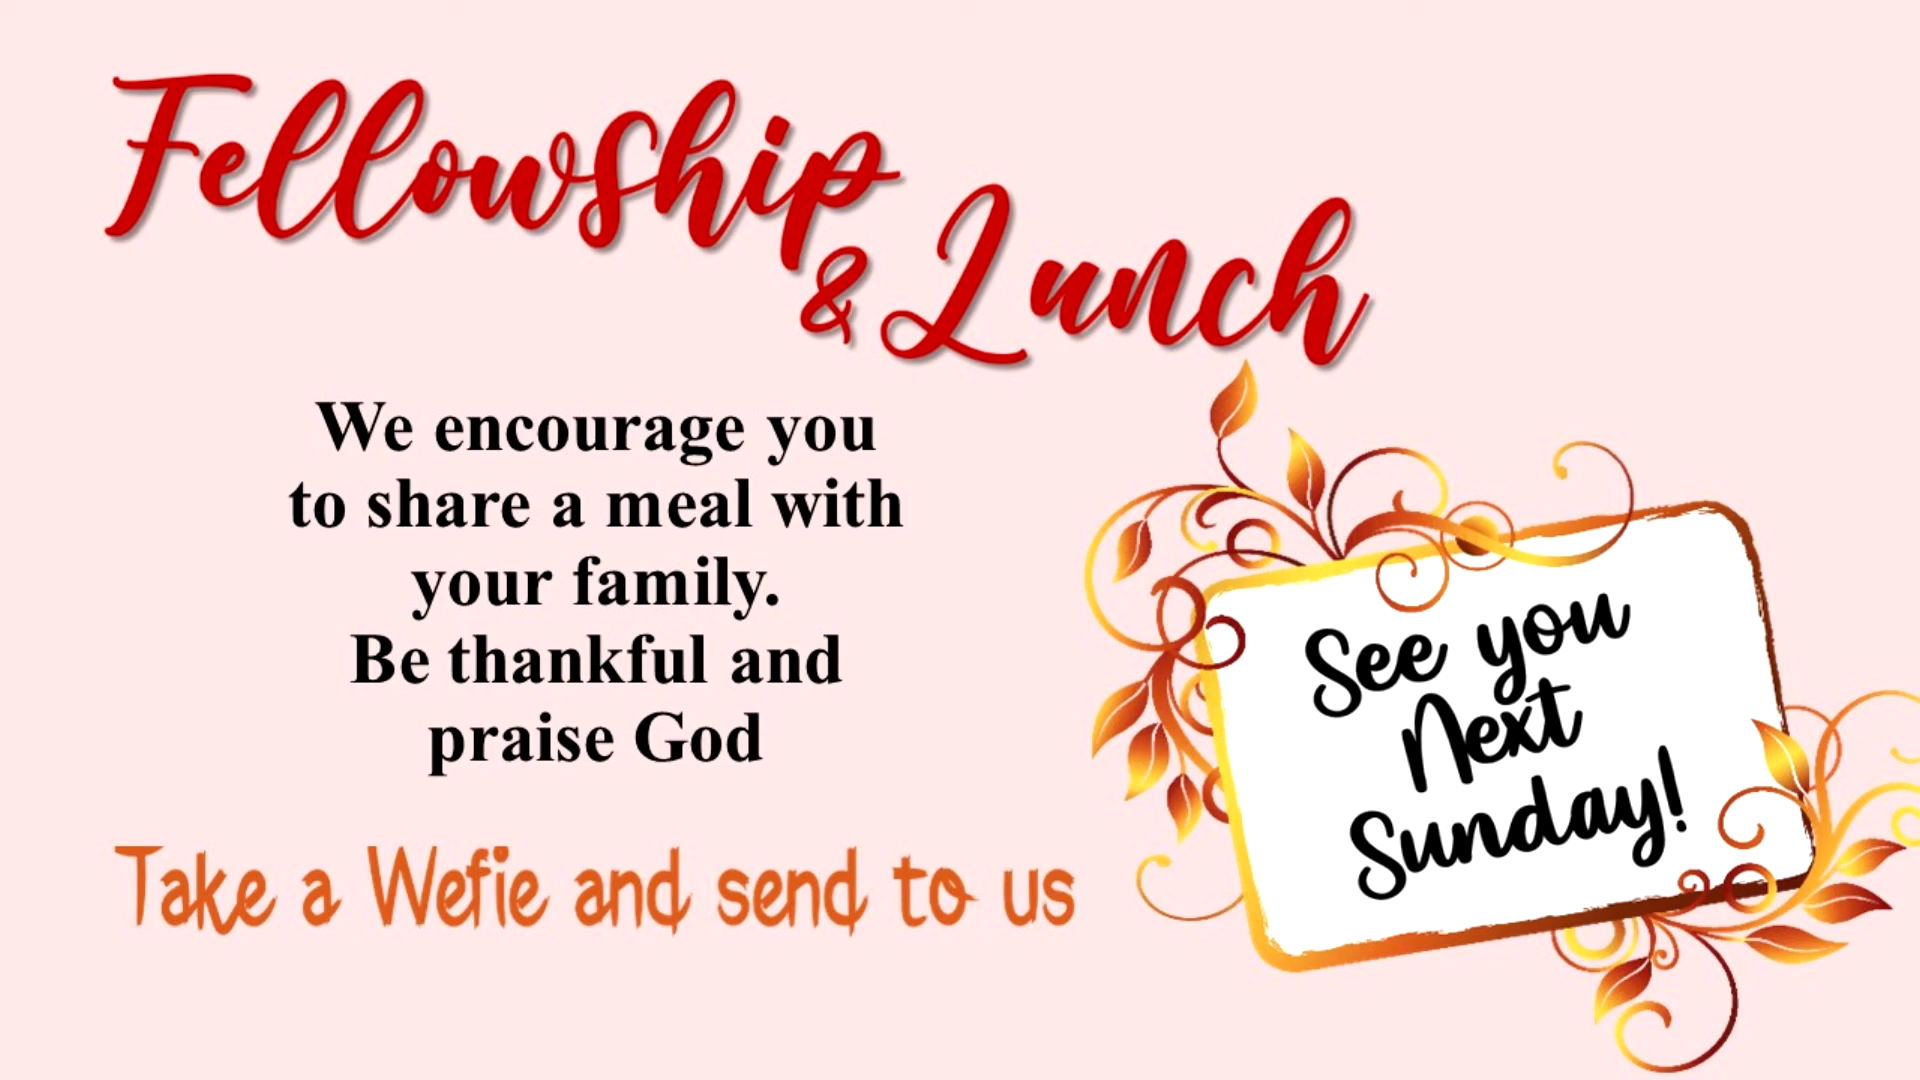 Fellowship
& Lunch
We encourage you
to share a meal with
your family.
Be thankful and
praise God
Take a Wefie and send to us
See you
Next
Sunday!